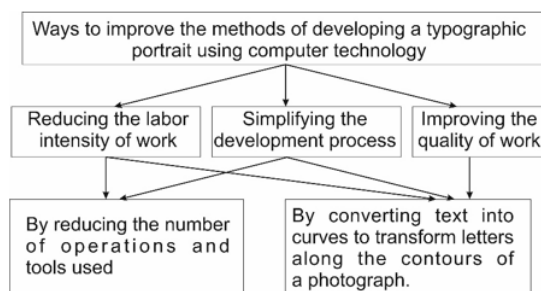 Ways to improve the methods of developing a typographic
portrait using computer technology
Reducing the labor
intensity of work
Simplifying the
development process
Improving the
quality of work
By reducing the number
of operations and
tools used
By converting text into
curves to transform letters
along the contours of
a photograph.